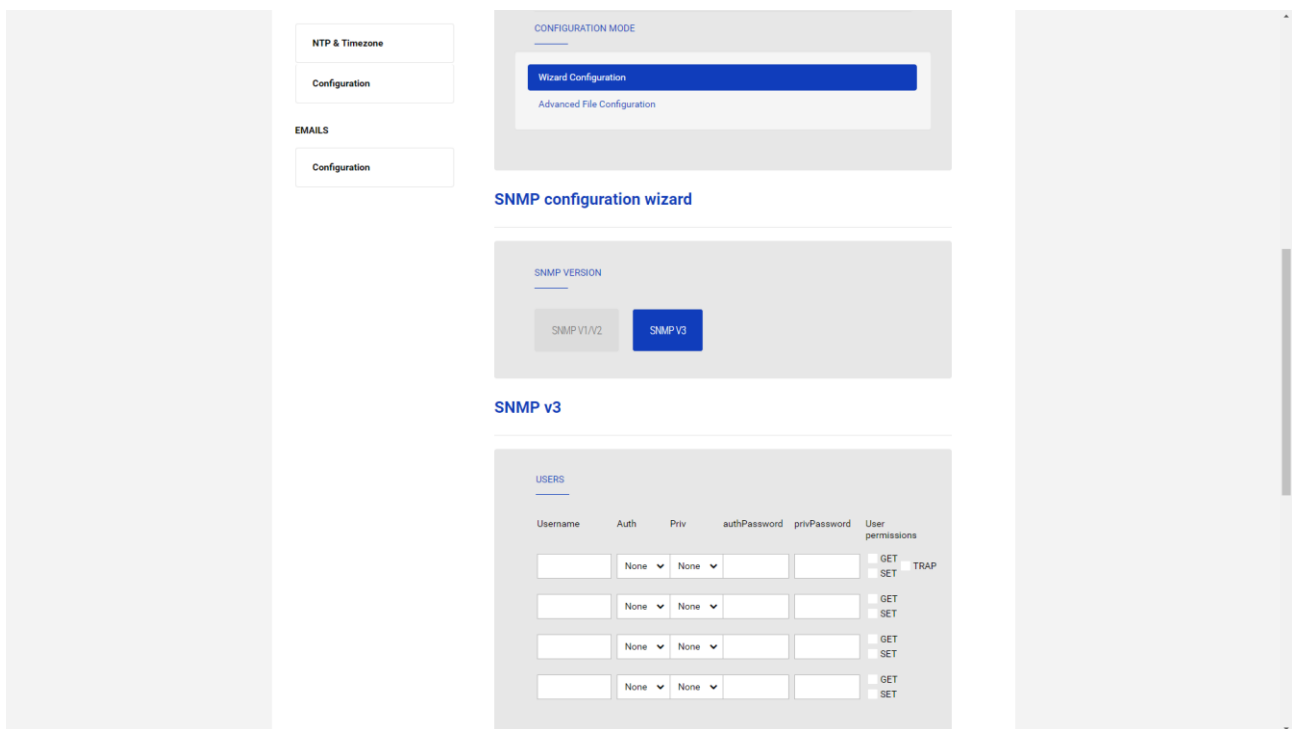 NTP & Timezone
Configuration
EMAILS
Configuration
CONFIGURATION MODE
Wizard Configuration
Advanced File Configuration
SNMP configuration wizard
SNMP VERSION
SNMP V1/V2 SNMP V3
SNMP v3
USERS
Username Auth Priv authPassword privPassword User
permissions
None None GET
SET TRAP
None None GET
SET
None None GET
SET
None None GET
SET